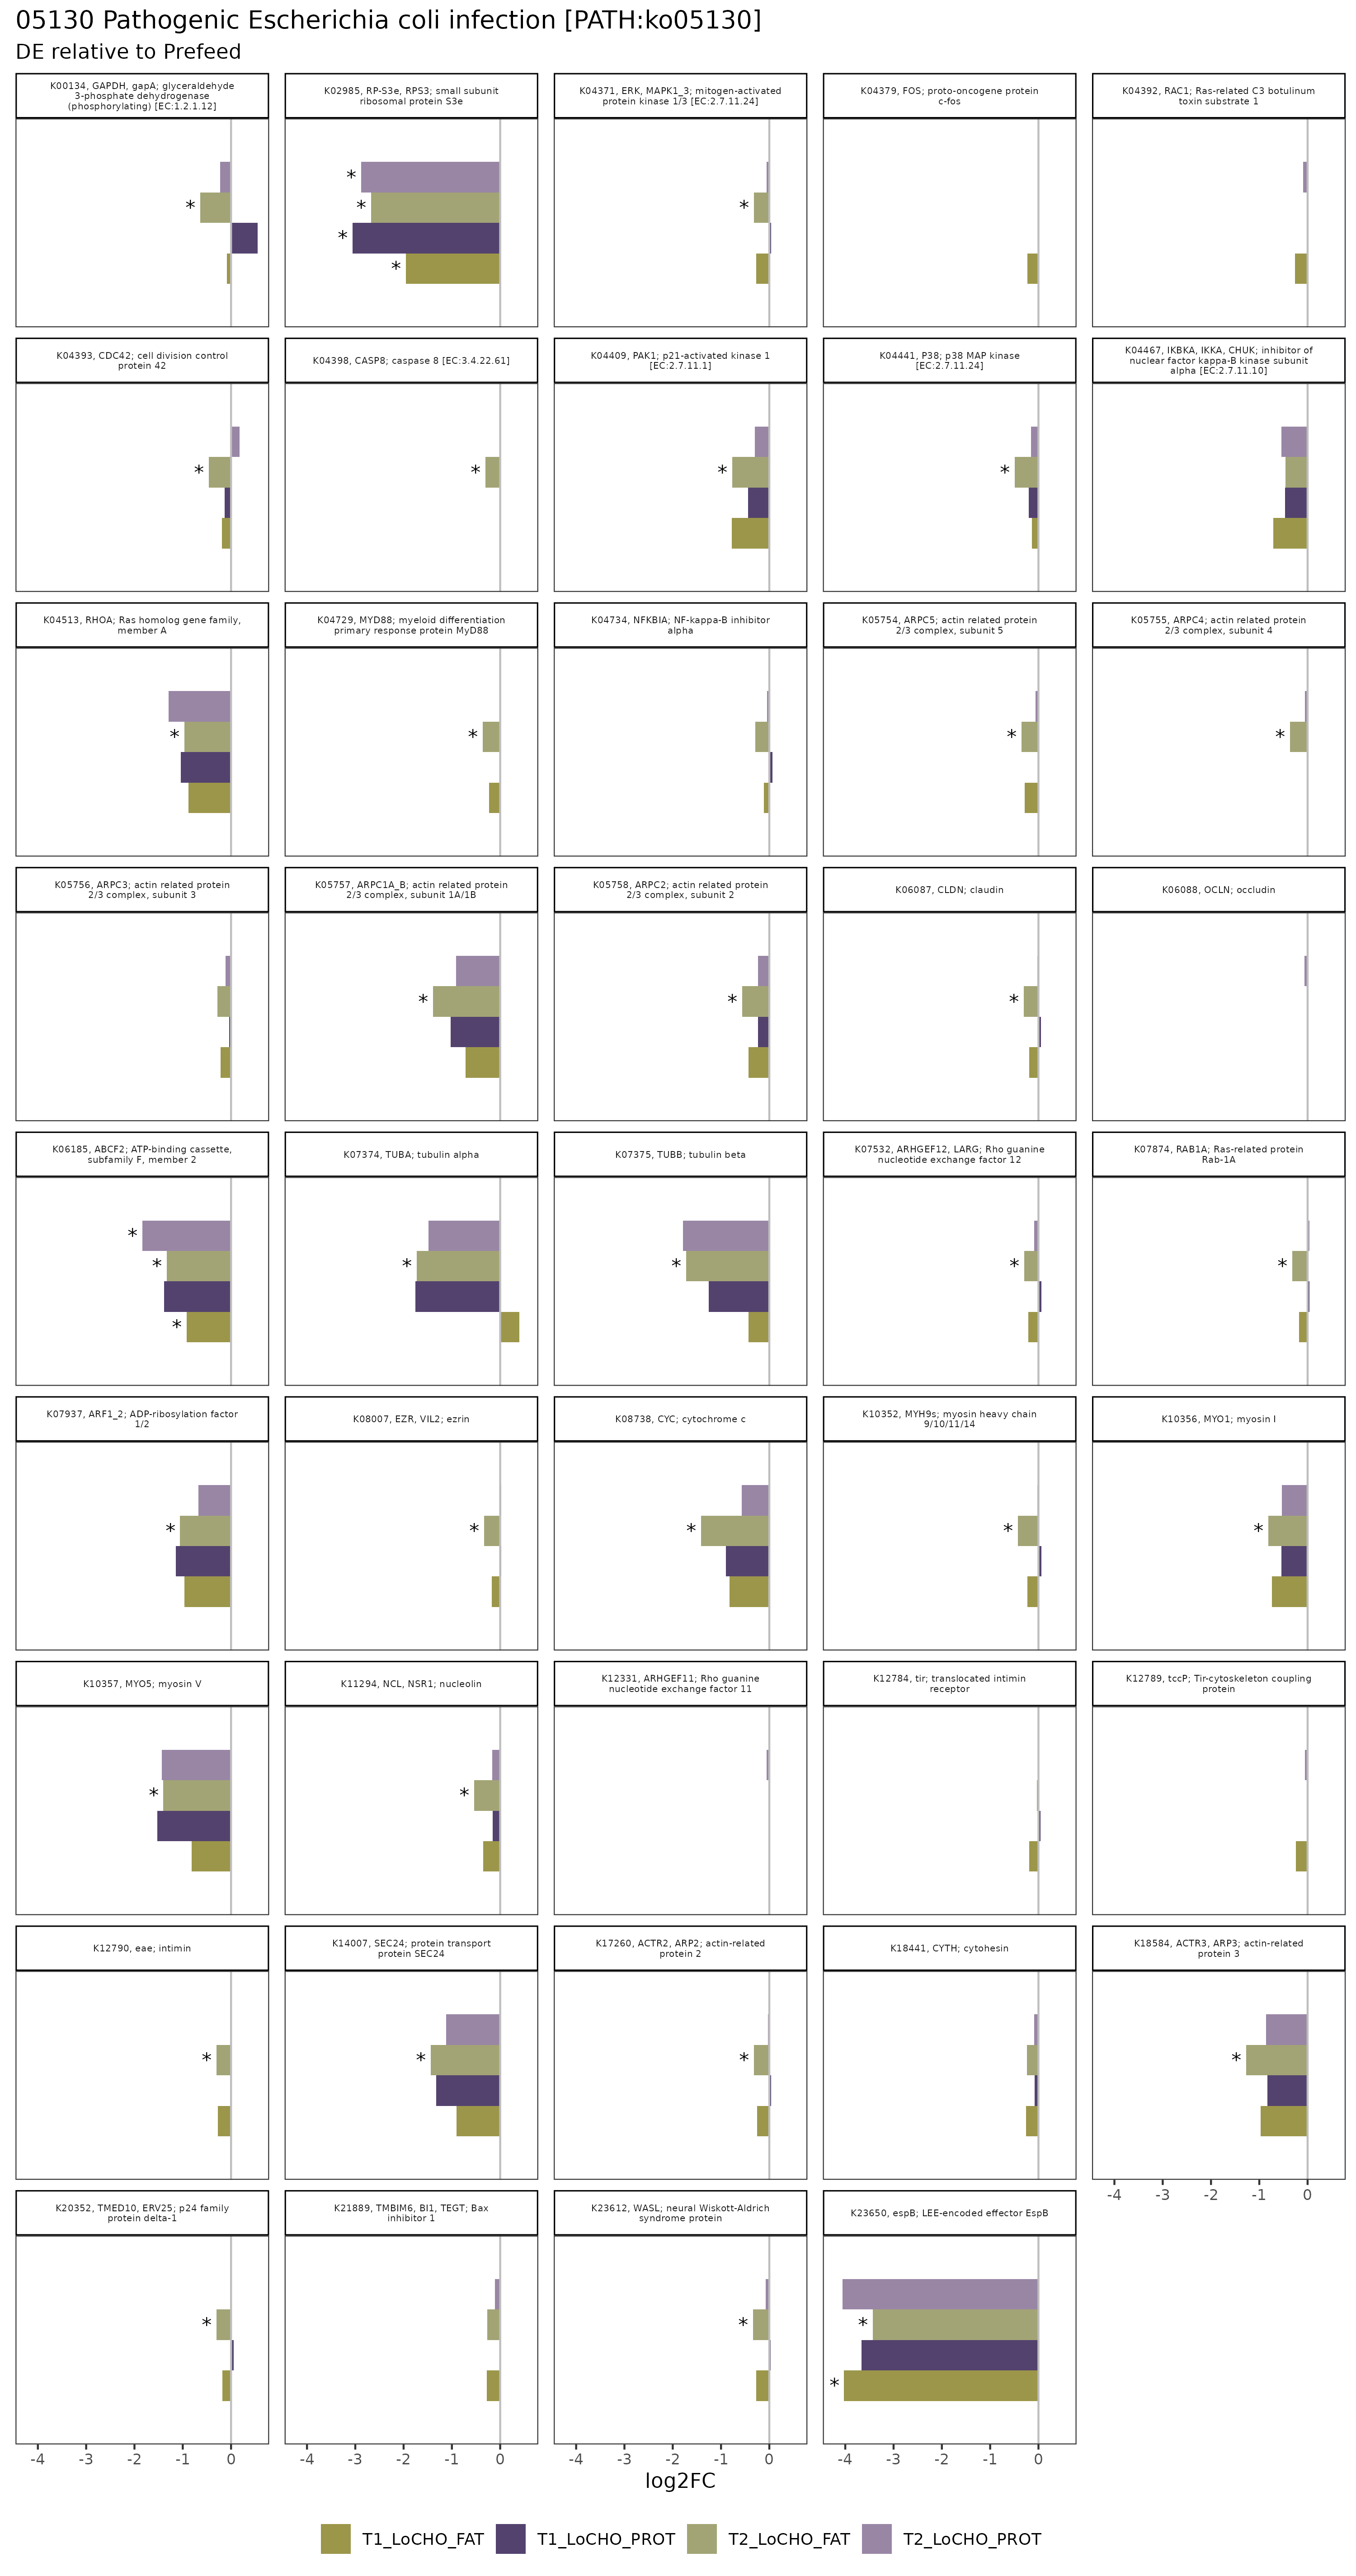 05130 Pathogenic Escherichia coli infection [PATH:ko05130]
DE relative to Prefeed
K00134, GAPDH, gapA; glyceraldehyde
3-phosphate dehydrogenase
(phosphorylating) [EC:1.2.1.12]
K02985, RP-S3e, RPS3; small subunit
ribosomal protein S3e
K04371, ERK, MAPK1_3; mitogen-activated
protein kinase 1/3 [EC:2.7.11.24]
K04379, FOS; proto-oncogene protein
c-fos
K04392, RAC1; Ras-related C3 botulinum
toxin substrate 1
*
* * * *
*
K04393, CDC42; cell division control
protein 42
K04398, CASP8; caspase 8 [EC:3.4.22.61]
K04409, PAK1; p21-activated kinase 1
[EC:2.7.11.1]
K04441, P38; p38 MAP kinase
[EC:2.7.11.24]
K04467, IKBKA, IKKA, CHUK; inhibitor of
nuclear factor kappa-B kinase subunit
alpha [EC:2.7.11.10]
*
*
*
*
K04513, RHOA; Ras homolog gene family,
member A
K04729, MYD88; myeloid differentiation
primary response protein MyD88
K04734, NFKBIA; NF-kappa-B inhibitor
alpha
K05754, ARPC5; actin related protein
2/3 complex, subunit 5
K05755, ARPC4; actin related protein
2/3 complex, subunit 4
*
*
*
*
K05756, ARPC3; actin related protein
2/3 complex, subunit 3
K05757, ARPC1A_B; actin related protein
2/3 complex, subunit 1A/1B
K05758, ARPC2; actin related protein
2/3 complex, subunit 2
K06087, CLDN; claudin
K06088, OCLN; occludin
*
*
*
K06185, ABCF2; ATP-binding cassette,
subfamily F, member 2
K07374, TUBA; tubulin alpha
K07375, TUBB; tubulin beta
K07532, ARHGEF12, LARG; Rho guanine
nucleotide exchange factor 12
K07874, RAB1A; Ras-related protein
Rab-1A
* * *
*
*
*
*
K07937, ARF1_2; ADP-ribosylation factor
1/2
K08007, EZR, VIL2; ezrin
K08738, CYC; cytochrome c
K10352, MYH9s; myosin heavy chain
9/10/11/14
K10356, MYO1; myosin I
*
*
*
*
*
K10357, MYO5; myosin V
K11294, NCL, NSR1; nucleolin
K12331, ARHGEF11; Rho guanine
nucleotide exchange factor 11
K12784, tir; translocated intimin
receptor
K12789, tccP; Tir-cytoskeleton coupling
protein
*
*
K12790, eae; intimin
K14007, SEC24; protein transport
protein SEC24
K17260, ACTR2, ARP2; actin-related
protein 2
K18441, CYTH; cytohesin
K18584, ACTR3, ARP3; actin-related
protein 3
*
*
*
*
-4 -3 -2 -1 0
K20352, TMED10, ERV25; p24 family
protein delta-1
K21889, TMBIM6, BI1, TEGT; Bax
inhibitor 1
K23612, WASL; neural Wiskott-Aldrich
syndrome protein
K23650, espB; LEE-encoded effector EspB
*
*
* *
-4 -3 -2 -1 0
-4 -3 -2 -1 0
-4 -3 -2 -1 0
-4 -3 -2 -1 0
log2FC
T1_LoCHO_FAT T1_LoCHO_PROT T2_LoCHO_FAT T2_LoCHO_PROT